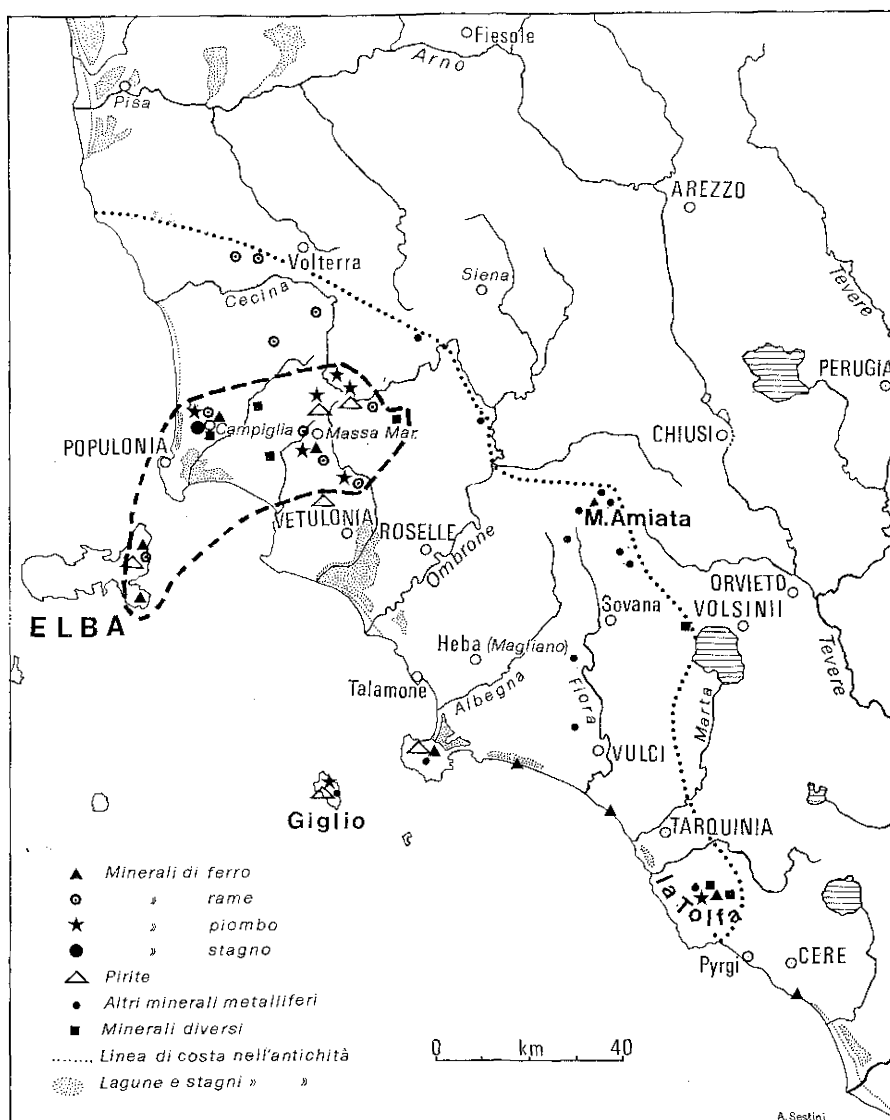 Fiesole
Arno
Pisa
AREZZO
Volterra
Siena
Tevere
Cecina
PERUGIA
Campiglia
Massa Mar.
CHIUSI
POPULONIA
M. Amiata
VETULONIA
ROSELLE
Ombrone
ORVIETO
ELBA
Sovana
VOLSINII
Heba (Magliano)
Tevere
Talamone
Albegna
Fiora
Marta
VULCI
Giglio
TARQUINIA
la Tolfa
Pyrgi
CERE
Minerali di ferro
» rame
» piombo
» stagno
Pirite
Altri minerali metalliferi
Minerali diversi
Linea di costa nell'antichità
Lagune e stagni » »
0 km 40
A. Sestini